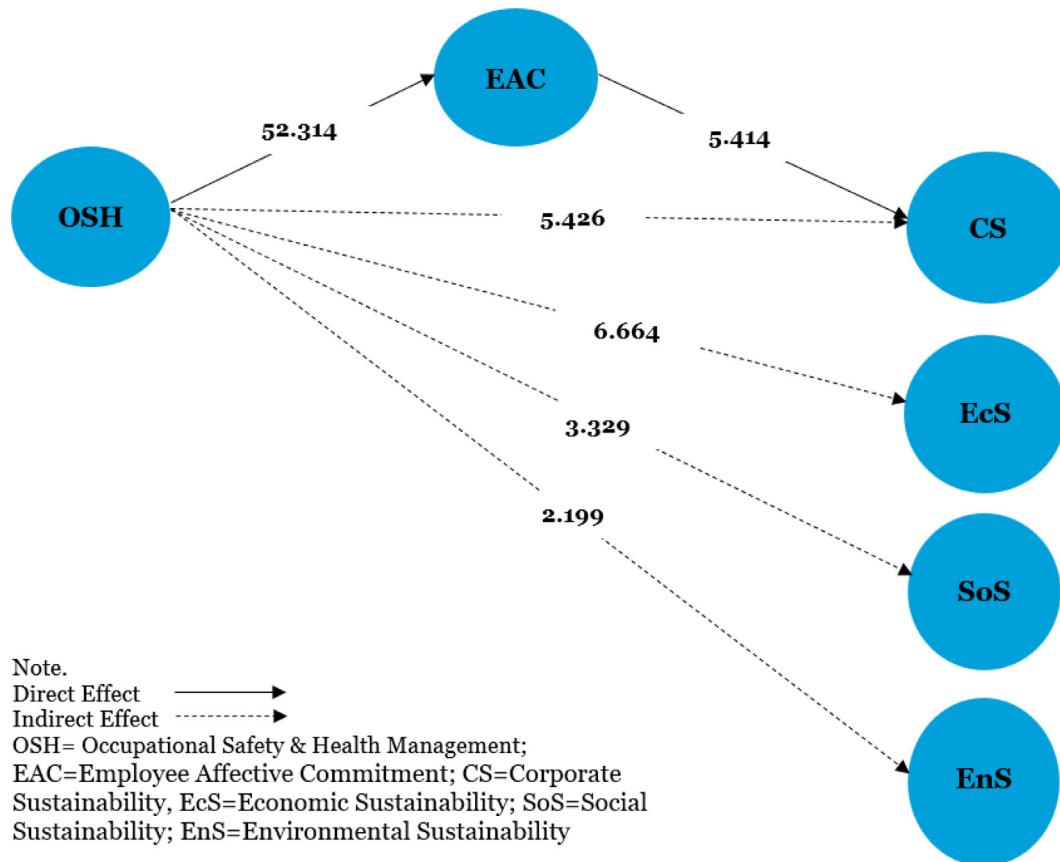 EAC
52.314
5.414
OSH
5.426
CS
6.664
EcS
3.329
2.199
SoS
Note.
Direct Effect
Indirect Effect
OSH= Occupational Safety & Health Management;
EAC=Employee Affective Commitment; CS=Corporate
Sustainability, EcS=Economic Sustainability; SoS=Social
Sustainability; EnS=Environmental Sustainability
EnS